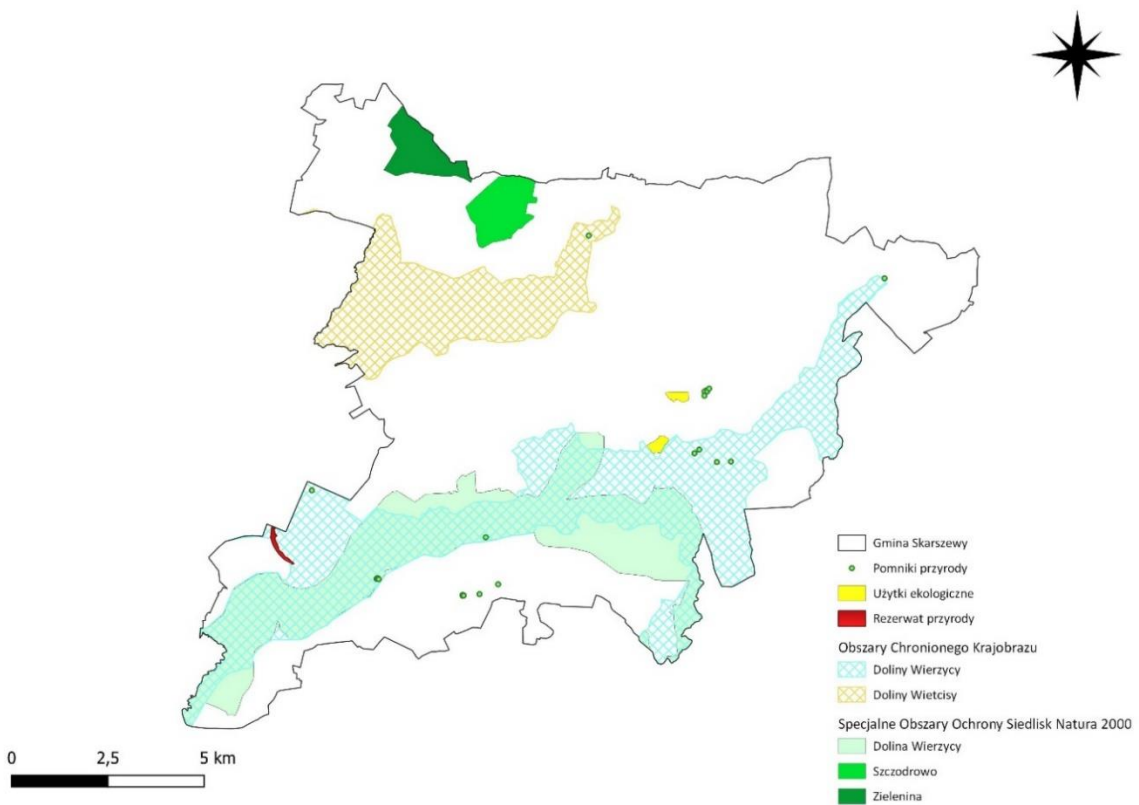 Gmina Skarszewy
Pomniki przyrody
Użytki ekologiczne
Rezerwat przyrody
Obszary Chronionego Krajobrazu
Doliny Wierzycy
Doliny Wietcisy
Specjalne Obszary Ochrony Siedlisk Natura 2000
Dolina Wierzycy
Szczodrowo
Zielenina
0 2,5 5 km